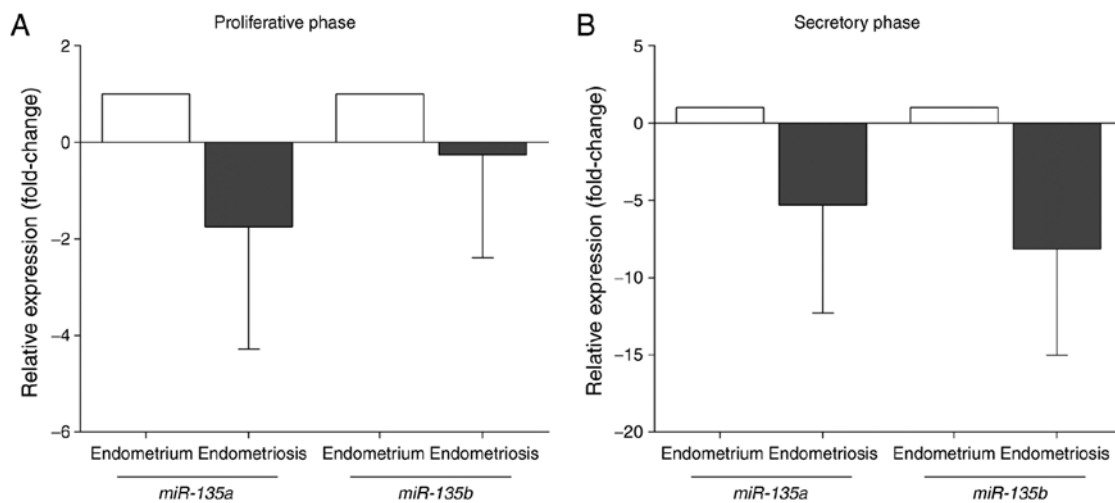 A
Proliferative phase
Relative expression (fold-change)
2
0
–2
–4
–6
Endometrium Endometriosis Endometrium Endometriosis
miR-135a miR-135b
B
Secretory phase
Relative expression (fold-change)
5
0
–5
–10
–15
–20
Endometrium Endometriosis Endometrium Endometriosis
miR-135a miR-135b